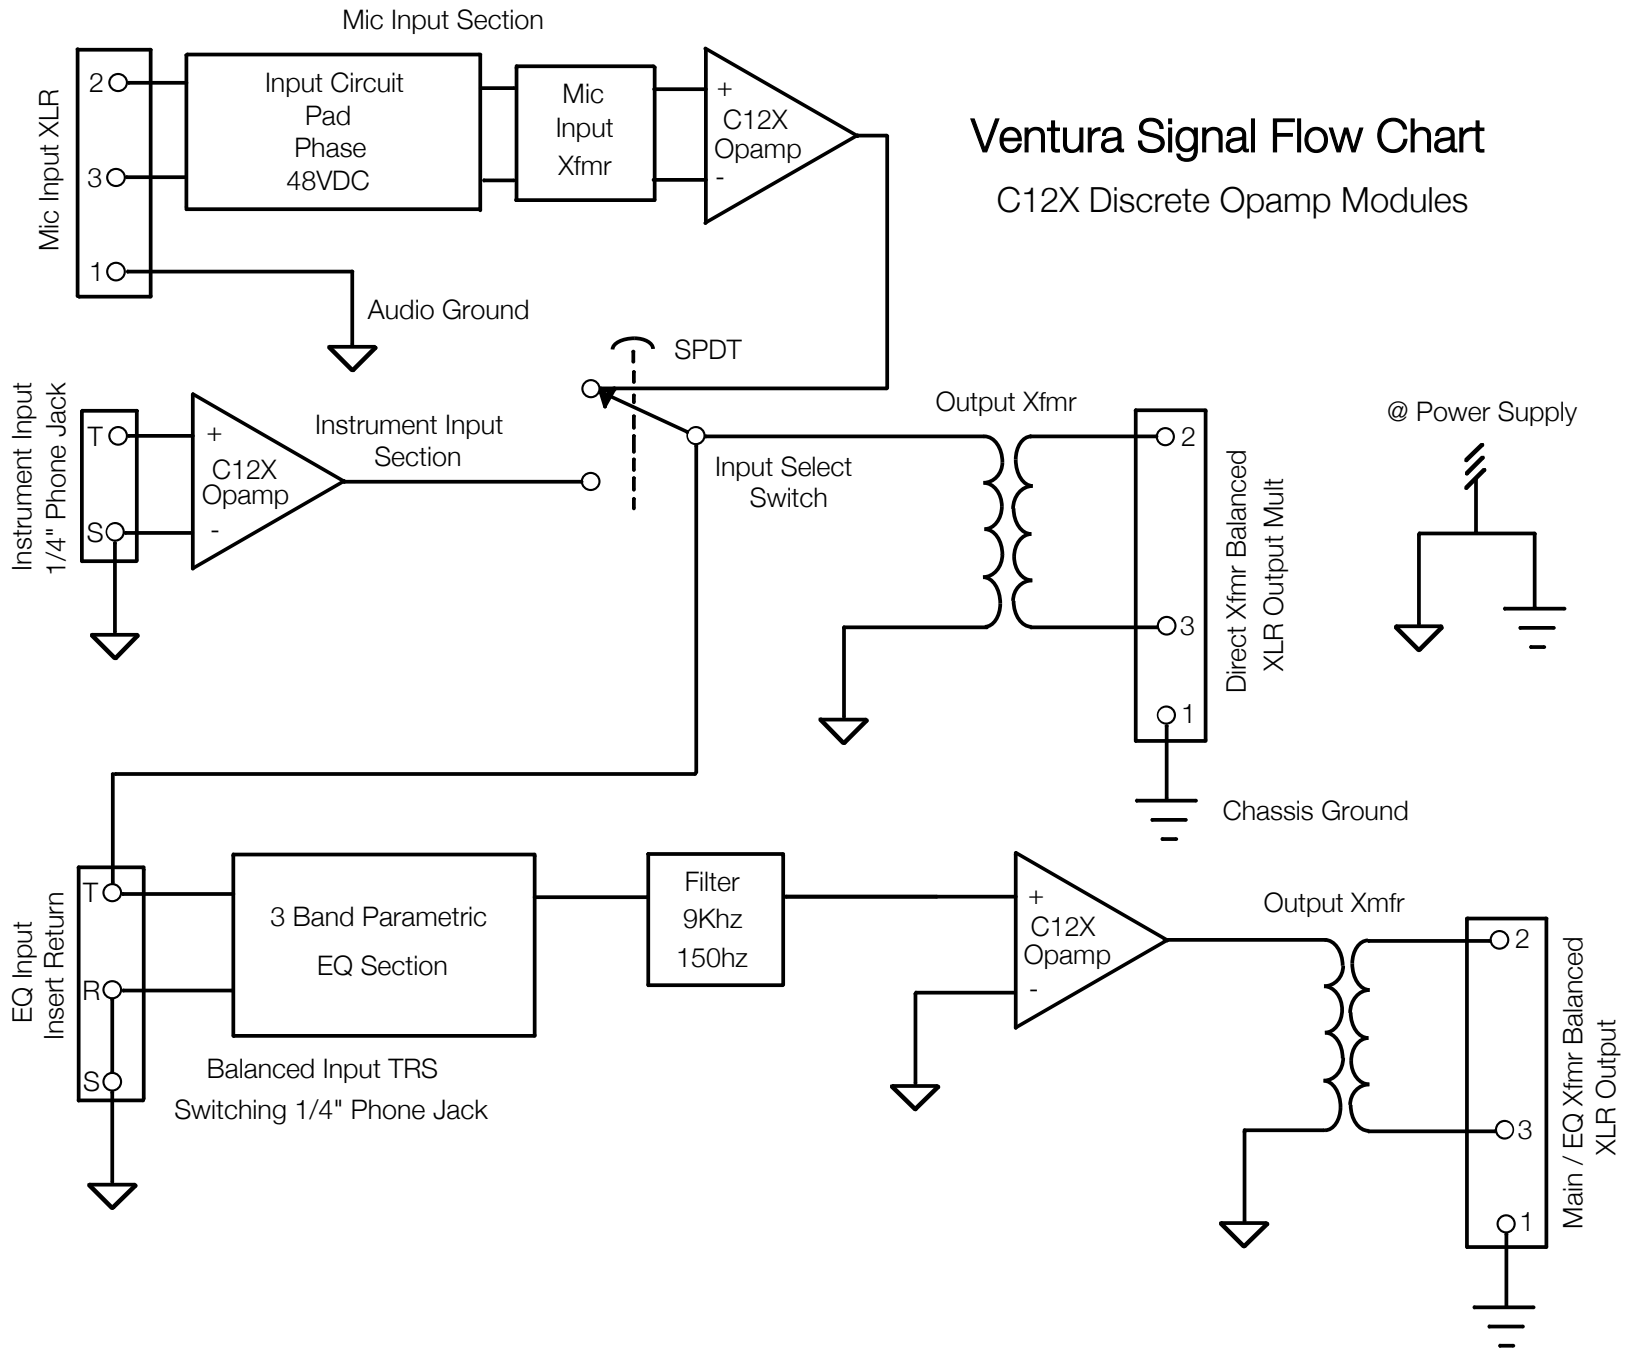 Mic Input Section
Mic Input XLR
2
3
1
Input Circuit
Pad
Phase
48VDC
Mic
Input
Xfmr
+
C12X
Opamp
-
Ventura Signal Flow Chart
C12X Discrete Opamp Modules
Audio Ground
SPDT
Instrument Input
1/4" Phone Jack
T
S
+
C12X
Opamp
-
Instrument Input
Section
Input Select
Switch
Output Xfmr
2
3
1
Direct Xfmr Balanced
XLR Output Mult
@ Power Supply
Chassis Ground
EQ Input
Insert Return
T
R
S
3 Band Parametric
EQ Section
Balanced Input TRS
Switching 1/4" Phone Jack
Filter
9Khz
150hz
+
C12X
Opamp
-
Output Xmfr
2
3
1
Main / EQ Xfmr Balanced
XLR Output